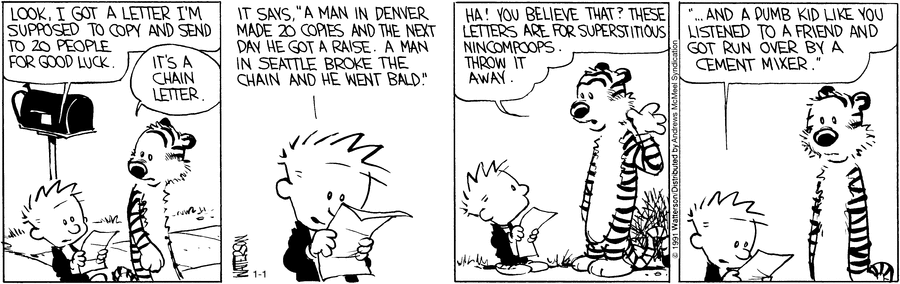 LOOK, I GOT A LETTER I'M
SUPPOSED TO COPY AND SEND
TO 20 PEOPLE
FOR GOOD LUCK.
IT'S A
CHAIN
LETTER.
IT SAYS, "A MAN IN DENVER
MADE 20 COPIES AND THE NEXT
DAY HE GOT A RAISE. A MAN
IN SEATTLE BROKE THE
CHAIN AND HE WENT BALD."
WATTERSON
1-1
HA! YOU BELIEVE THAT? THESE
LETTERS ARE FOR SUPERSTITIOUS
NINCOMPOOPS.
THROW IT
AWAY.
© 1991 Watterson/Distributed by Andrews McMeel Syndication
"...AND A DUMB KID LIKE YOU
LISTENED TO A FRIEND AND
GOT RUN OVER BY A
CEMENT MIXER."